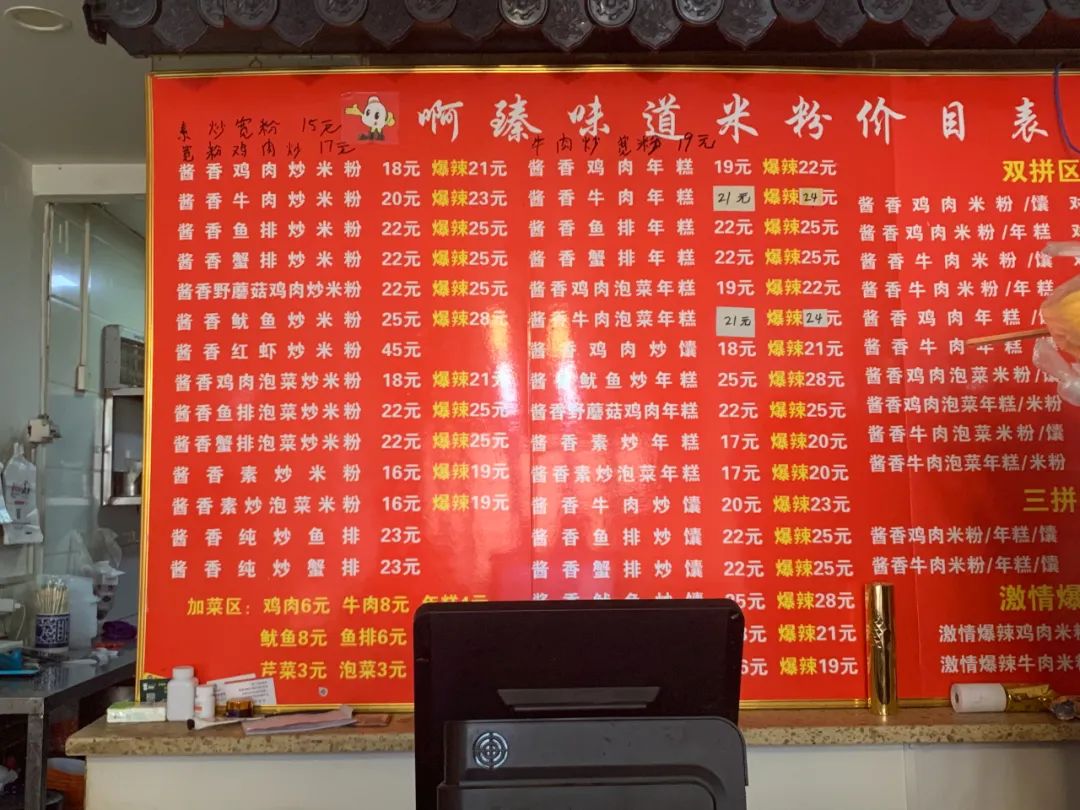 啊臻味道米粉价目表
素炒宽粉 15元
宽粉鸡肉炒 17元
牛肉炒宽粉 19元
酱香鸡肉炒米粉 18元 爆辣21元
酱香牛肉炒米粉 20元 爆辣23元
酱香鱼排炒米粉 22元 爆辣25元
酱香蟹排炒米粉 22元 爆辣25元
酱香野蘑菇鸡肉炒米粉 22元 爆辣25元
酱香鱿鱼炒米粉 25元 爆辣28元
酱香红虾炒米粉 45元
酱香鸡肉泡菜炒米粉 18元 爆辣21元
酱香鱼排泡菜炒米粉 22元 爆辣25元
酱香蟹排泡菜炒米粉 22元 爆辣25元
酱香素炒米粉 16元 爆辣19元
酱香素炒泡菜米粉 16元 爆辣19元
酱香纯炒鱼排 23元
酱香纯炒蟹排 23元
加菜区：鸡肉6元 牛肉8元 年糕4元
鱿鱼8元 鱼排6元
芹菜3元 泡菜3元
酱香鸡肉年糕 19元 爆辣22元
酱香牛肉年糕 21元 爆辣24元
酱香鱼排年糕 22元 爆辣25元
酱香蟹排年糕 22元 爆辣25元
酱香鸡肉泡菜年糕 19元 爆辣22元
酱香牛肉泡菜年糕 21元 爆辣24元
酱香鸡肉炒馕 18元 爆辣21元
酱香鱿鱼炒年糕 25元 爆辣28元
酱香野蘑菇鸡肉年糕 22元 爆辣25元
酱香素炒年糕 17元 爆辣20元
酱香素炒泡菜年糕 17元 爆辣20元
酱香牛肉炒馕 20元 爆辣23元
酱香鱼排炒馕 22元 爆辣25元
酱香蟹排炒馕 22元 爆辣25元
酱香鱿鱼炒馕 25元 爆辣28元
爆辣21元
爆辣19元
双拼区
酱香鸡肉米粉/馕
酱香鸡肉米粉/年糕
酱香牛肉米粉/馕
酱香牛肉米粉/年糕
酱香鸡肉年糕/
酱香牛肉年糕
酱香鸡肉泡菜米粉/馕
酱香鸡肉泡菜年糕/米粉
酱香牛肉泡菜米粉/馕
酱香牛肉泡菜年糕/米粉
三拼
酱香鸡肉米粉/年糕/馕
酱香牛肉米粉/年糕/馕
激情爆
激情爆辣鸡肉米粉
激情爆辣牛肉米粉